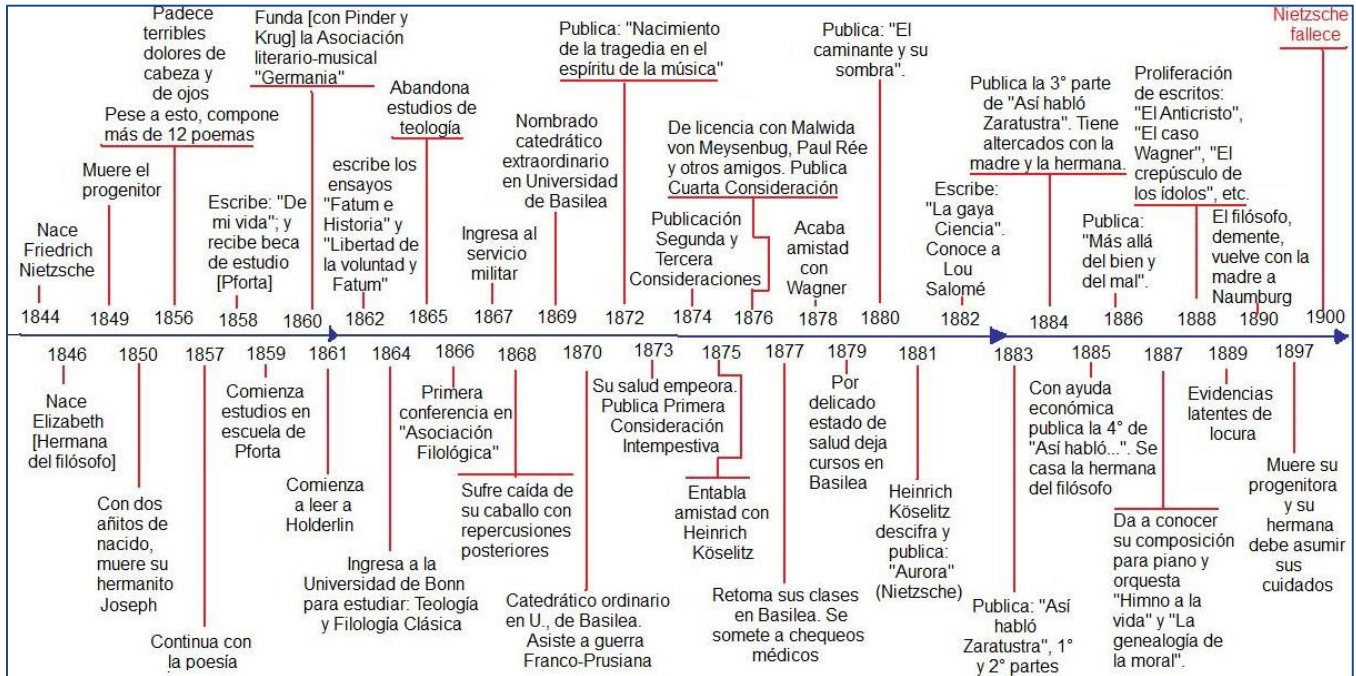 Nace
Friedrich
Nietzsche
1844
Muere el
progenitor
1849
Padece
terribles
dolores de
cabeza y
de ojos
Pese a esto, compone
más de 12 poemas
1856
Escribe: "De
mi vida"; y
recibe beca
de estudio
[Pforta]
1858
Funda [con Pinder y
Krug] la Asociación
literario-musical
"Germania"
1860
escribe los
ensayos
"Fatum e
Historia" y
"Libertad de
la voluntad y
Fatum"
1862
Abandona
estudios de
teología
1865
Ingresa al
servicio
militar
1867
Nombrado
catedrático
extraordinario
en Universidad
de Basilea
1869
Publica: "Nacimiento
de la tragedia en el
espíritu de la música"
1872
Publicación
Segunda y
Tercera
Consideraciones
1874
De licencia con Malwida
von Meysenbug, Paul Rée
y otros amigos. Publica
Cuarta Consideración
1876
Acaba
amistad
con
Wagner
1878
Publica: "El
caminante y su
sombra".
1880
Escribe:
"La gaya
Ciencia".
Conoce a
Lou
Salomé
1882
Publica la 3° parte
de "Así habló
Zaratustra". Tiene
altercados con la
madre y la hermana.
1884
Publica:
"Más allá
del bien y
del mal".
1886
Proliferación
de escritos:
"El Anticristo",
"El caso
Wagner", "El
crepúsculo de
los ídolos", etc.
1888
El filósofo,
demente,
vuelve con la
madre a
Naumburg
1890
Nietzsche
fallece
1900
1846
Nace
Elizabeth
[Hermana
del filósofo]
1850
Con dos
añitos de
nacido,
muere su
hermanito
Joseph
1857
Continua con
la poesía
1859
Comienza
estudios en
escuela de
Pforta
1861
Comienza
a leer a
Holderlin
1864
Ingresa a la
Universidad de Bonn
para estudiar: Teología
y Filología Clásica
1866
Primera
conferencia en
"Asociación
Filológica"
1868
Sufre caída de
su caballo con
repercusiones
posteriores
1870
Catedrático ordinario
en U., de Basilea.
Asiste a guerra
Franco-Prusiana
1873
Su salud empeora.
Publica Primera
Consideración
Intempestiva
1875
Entabla
amistad con
Heinrich
Köselitz
1877
Retoma sus clases
en Basilea. Se
somete a chequeos
médicos
1879
Por
delicado
estado de
salud deja
cursos en
Basilea
1881
Heinrich
Köselitz
descifra y
publica:
"Aurora"
(Nietzsche)
1883
Publica: "Así
habló
Zaratustra", 1°
y 2° partes
1885
Con ayuda
económica
publica la 4° de
"Así habló...". Se
casa la hermana
del filósofo
1887
Da a conocer
su composición
para piano y
orquesta
"Himno a la
vida" y "La
genealogía de
la moral".
1889
Evidencias
latentes de
locura
1897
Muere su
progenitora
y su
hermana
debe asumir
sus
cuidados